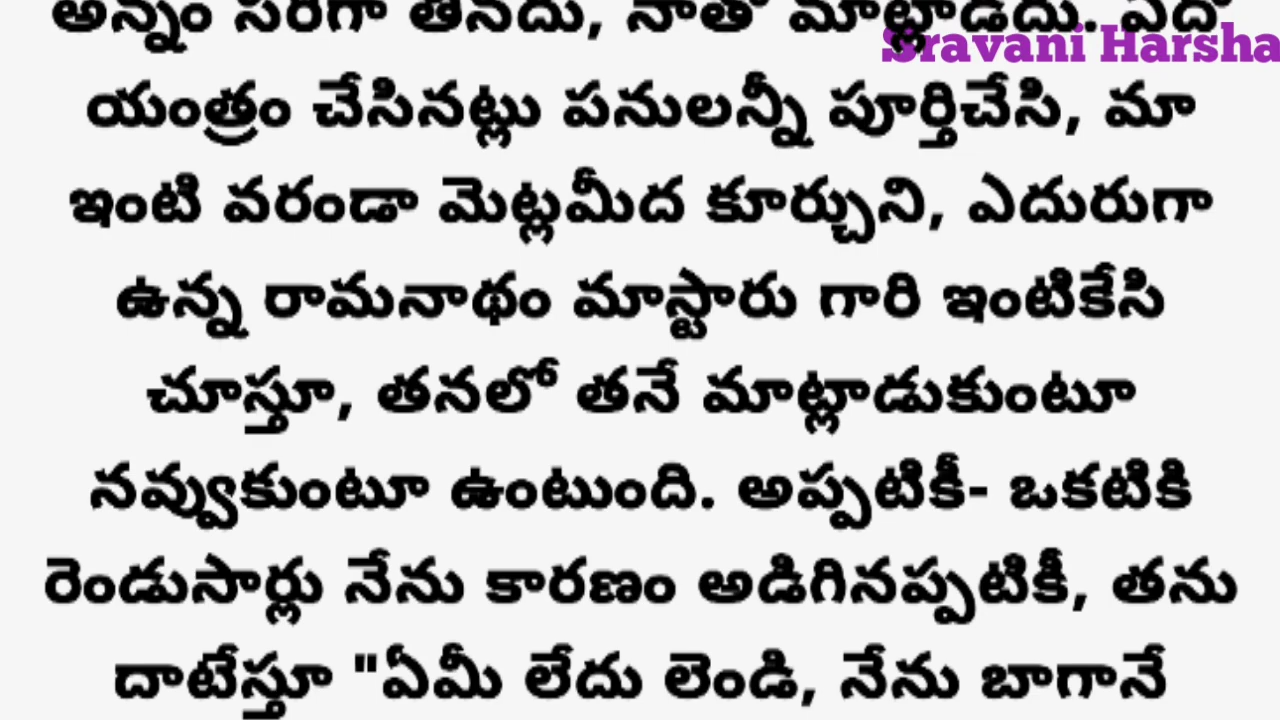 అన్నం సరిగా తినదు, నాతో మాట్లాడదు. ఏదో
Sravani Harsha
యంత్రం చేసినట్లు పనులన్నీ పూర్తిచేసి, మా
ఇంటి వరండా మెట్లమీద కూర్చుని, ఎదురుగా
ఉన్న రామనాథం మాస్టారు గారి ఇంటికేసి
చూస్తూ, తనలో తనే మాట్లాడుకుంటూ
నవ్వుకుంటూ ఉంటుంది. అప్పటికీ- ఒకటికి
రెండుసార్లు నేను కారణం అడిగినప్పటికీ, తను
దాటేస్తూ "ఏమీ లేదు లెండి, నేను బాగానే